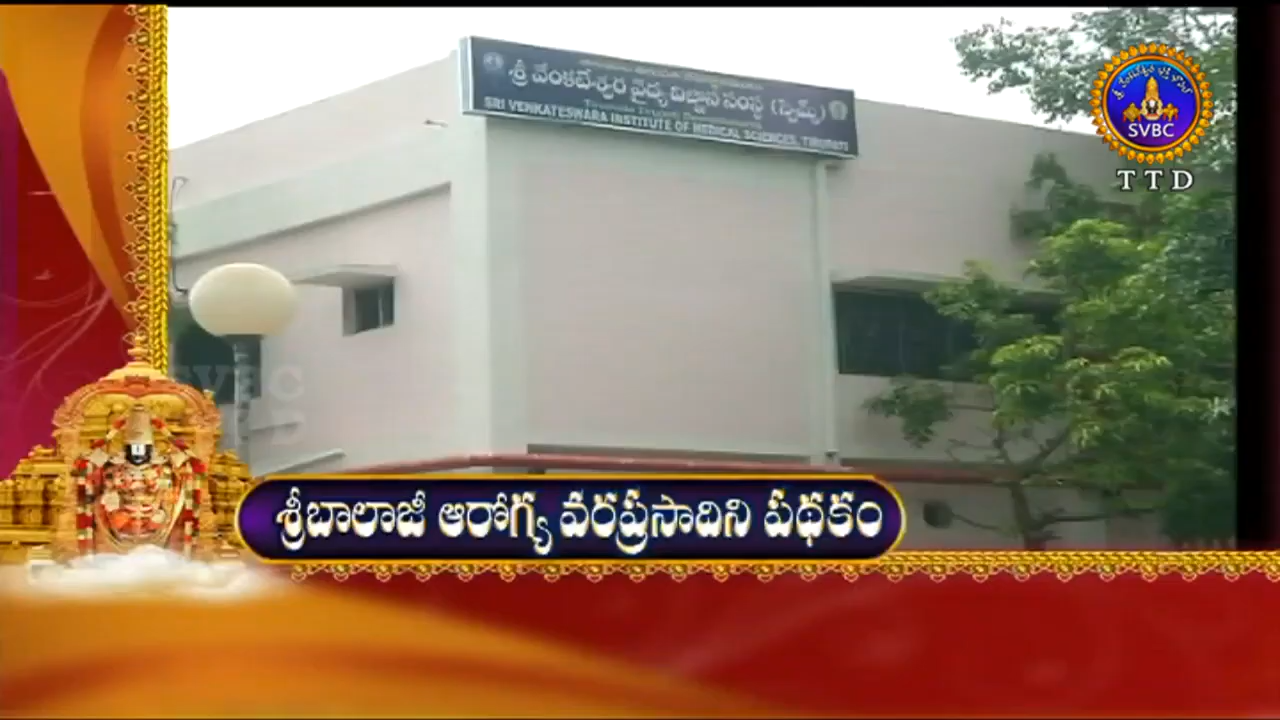 శ్రీ వేంకటేశ్వర వైద్య విజ్ఞాన సంస్థ (స్విమ్స్)
SRI VENKATESWARA INSTITUTE OF MEDICAL SCIENCES, TIRUPATI
SVBC
TTD
శ్రీబాలాజీ ఆరోగ్య వరప్రసాదిని పథకం